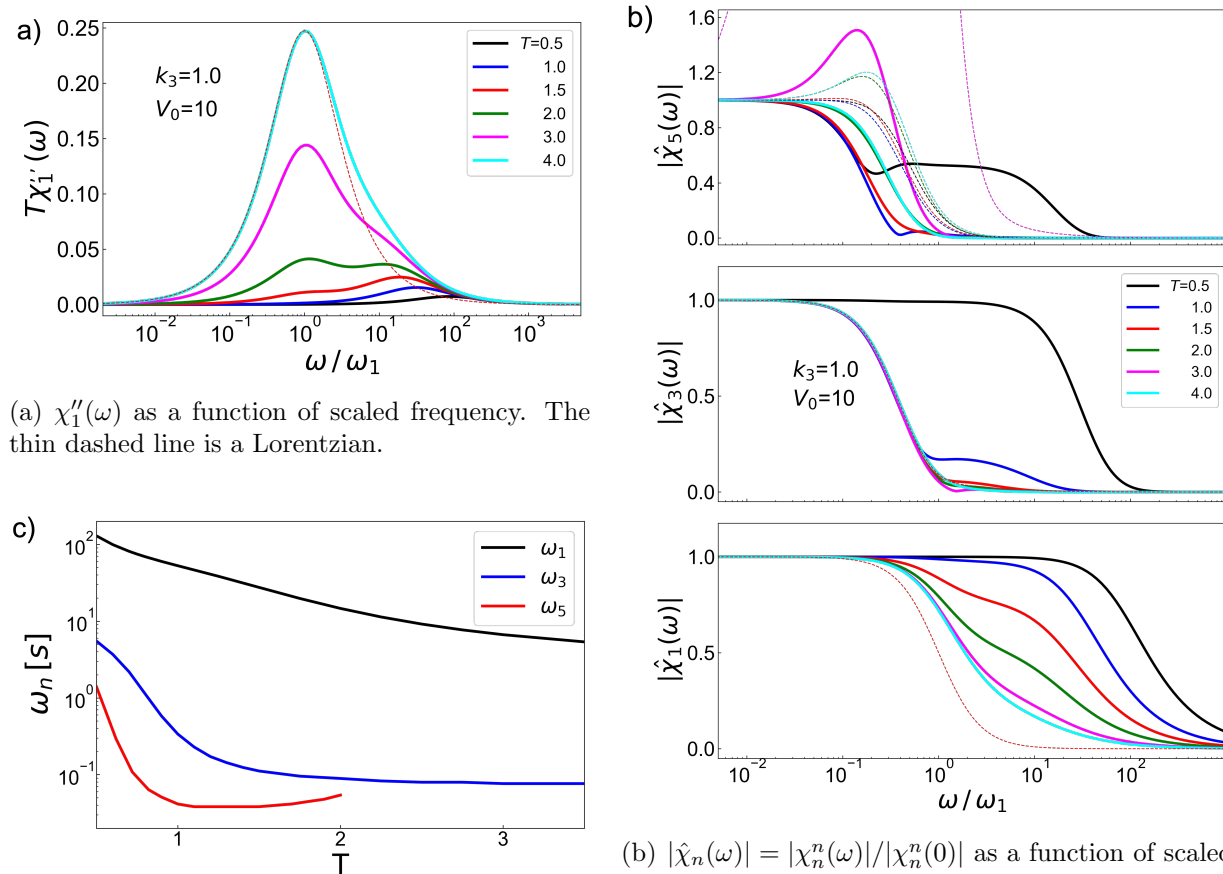 a)
0.25
0.20
0.15
0.10
0.05
0.00
Tχ₁′′(ω)
k₃=1.0
V₀=10
T=0.5
1.0
1.5
2.0
3.0
4.0
10⁻² 10⁻¹ 10⁰ 10¹ 10² 10³
ω/ω₁
(a) χ₁′′(ω) as a function of scaled frequency. The
thin dashed line is a Lorentzian.
c)
10²
10¹
10⁰
10⁻¹
ωₙ[s]
ω₁
ω₃
ω₅
1 2 3
T
b)
1.6
1.2
0.8
0.4
0.0
|χ̂₅(ω)|
1.0
0.5
0.0
|χ̂₃(ω)|
k₃=1.0
V₀=10
T=0.5
1.0
1.5
2.0
3.0
4.0
1.0
0.5
0.0
|χ̂₁(ω)|
10⁻² 10⁻¹ 10⁰ 10¹ 10²
ω/ω₁
(b) |χ̂ₙ(ω)| = |χₙⁿ(ω)|/|χₙⁿ(0)| as a function of scaled